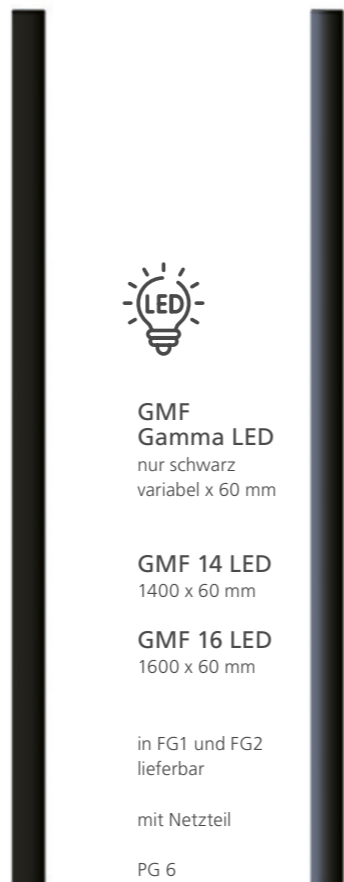 LED
GMF
Gamma LED
nur schwarz
variabel x 60 mm
GMF 14 LED
1400 x 60 mm
GMF 16 LED
1600 x 60 mm
in FG1 und FG2
lieferbar
mit Netzteil
PG 6